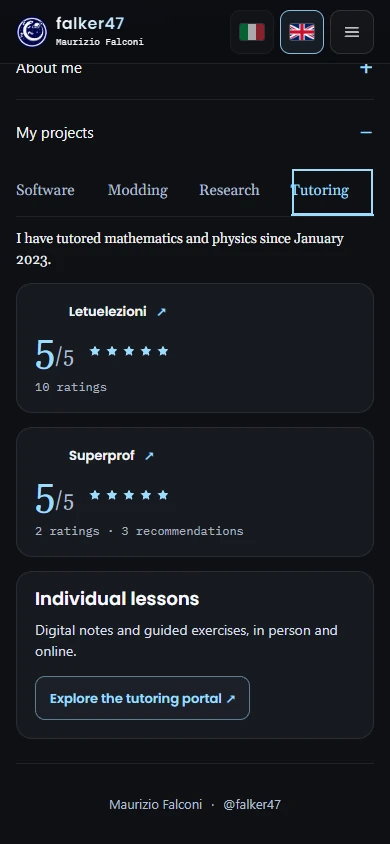 falker47
Maurizio Falconi
About me
My projects
Software Modding Research Tutoring
I have tutored mathematics and physics since January
2023.
Letuelezioni ↗
5/5 ★★★★★
10 ratings
Superprof ↗
5/5 ★★★★★
2 ratings · 3 recommendations
Individual lessons
Digital notes and guided exercises, in person and
online.
Explore the tutoring portal ↗
Maurizio Falconi · @falker47